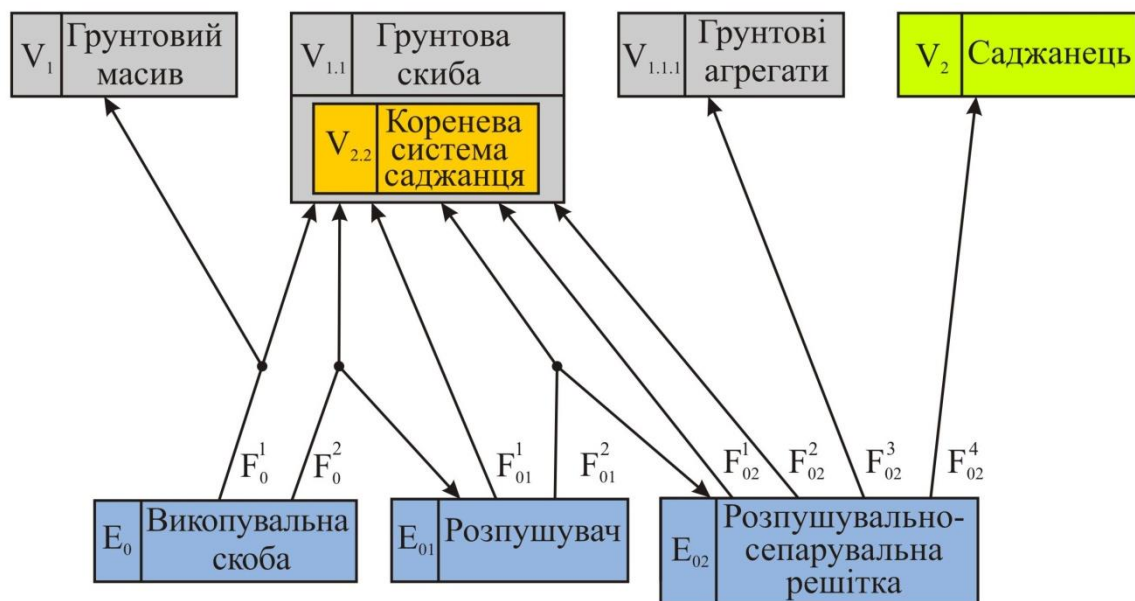 V₁ Грунтовий
масив
V₁.₁ Грунтова
скиба
V₂.₂ Коренева
система
саджанця
V₁.₁.₁ Грунтові
агрегати
V₂ Саджанець
F₀¹ F₀² F₀₁¹ F₀₁² F₀₂¹ F₀₂² F₀₂³ F₀₂⁴
E₀ Викопувальна
скоба
E₀₁ Розпушувач
E₀₂ Розпушувально-
сепарувальна
решітка